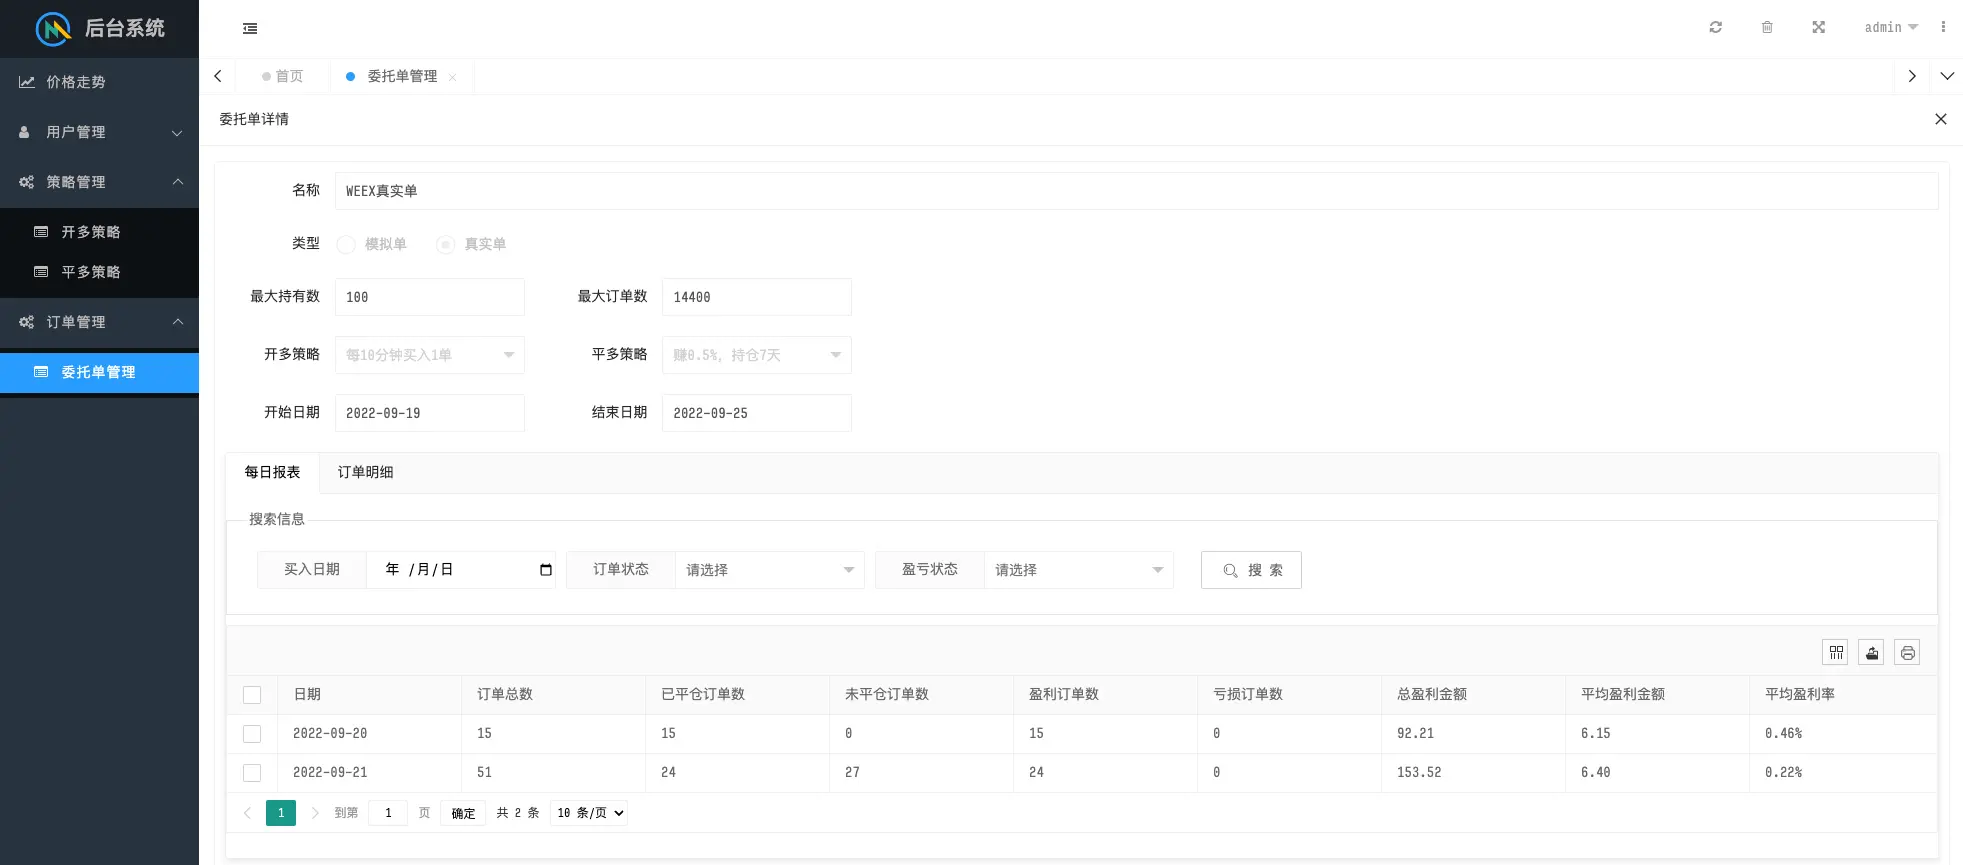 后台系统
admin
价格走势
用户管理
策略管理
开多策略
平多策略
订单管理
委托单管理
首页 委托单管理
委托单详情
名称 WEEX真实单
类型 模拟单 真实单
最大持有数 100 最大订单数 14400
开多策略 每10分钟买入1单 平多策略 赚0.5%, 持仓7天
开始日期 2022-09-19 结束日期 2022-09-25
每日报表 订单明细
搜索信息
买入日期 年 /月/日 订单状态 请选择 盈亏状态 请选择 搜 索
日期 订单总数 已平仓订单数 未平仓订单数 盈利订单数 亏损订单数 总盈利金额 平均盈利金额 平均盈利率
2022-09-20 15 15 0 15 0 92.21 6.15 0.46%
2022-09-21 51 24 27 24 0 153.52 6.40 0.22%
1 到第 1 页 确定 共 2 条 10 条/页